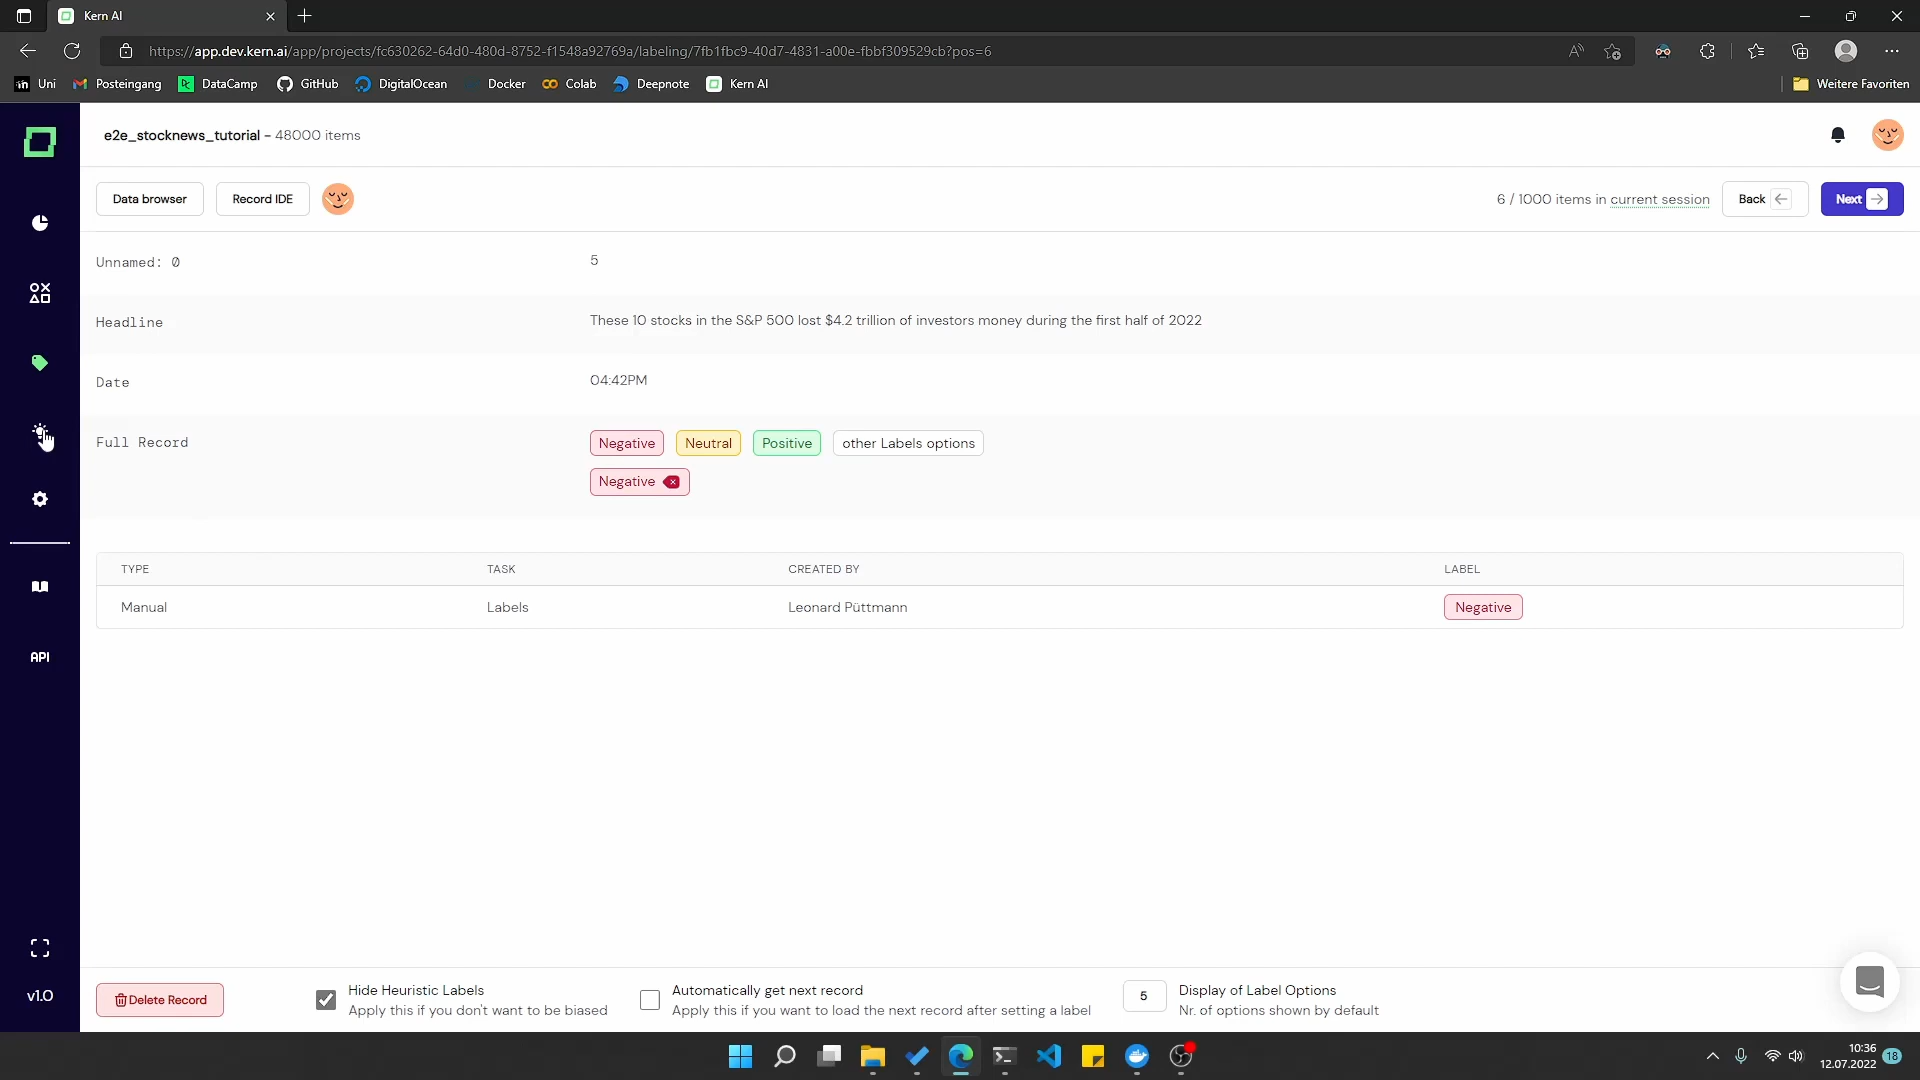 Kern AI
https://app.dev.kern.ai/app/projects/fc630262-64d0-480d-8752-f1548a92769a/labeling/7fb1fbc9-40d7-4831-a00e-fbbf309529cb?pos=6
Uni
Posteingang
DataCamp
GitHub
DigitalOcean
Docker
Colab
Deepnote
Kern AI
Weitere Favoriten
e2e_stocknews_tutorial - 48000 items
Data browser
Record IDE
6 / 1000 items in current session
Back
Next
Unnamed: 0
5
Headline
These 10 stocks in the S&P 500 lost $4.2 trillion of investors money during the first half of 2022
Date
04:42PM
Full Record
Negative
Neutral
Positive
other Labels options
Negative
TYPE
TASK
CREATED BY
LABEL
Manual
Labels
Leonard Püttmann
Negative
API
v1.0
Delete Record
Hide Heuristic Labels
Apply this if you don't want to be biased
Automatically get next record
Apply this if you want to load the next record after setting a label
5
Display of Label Options
Nr. of options shown by default
10:36
12.07.2022
18